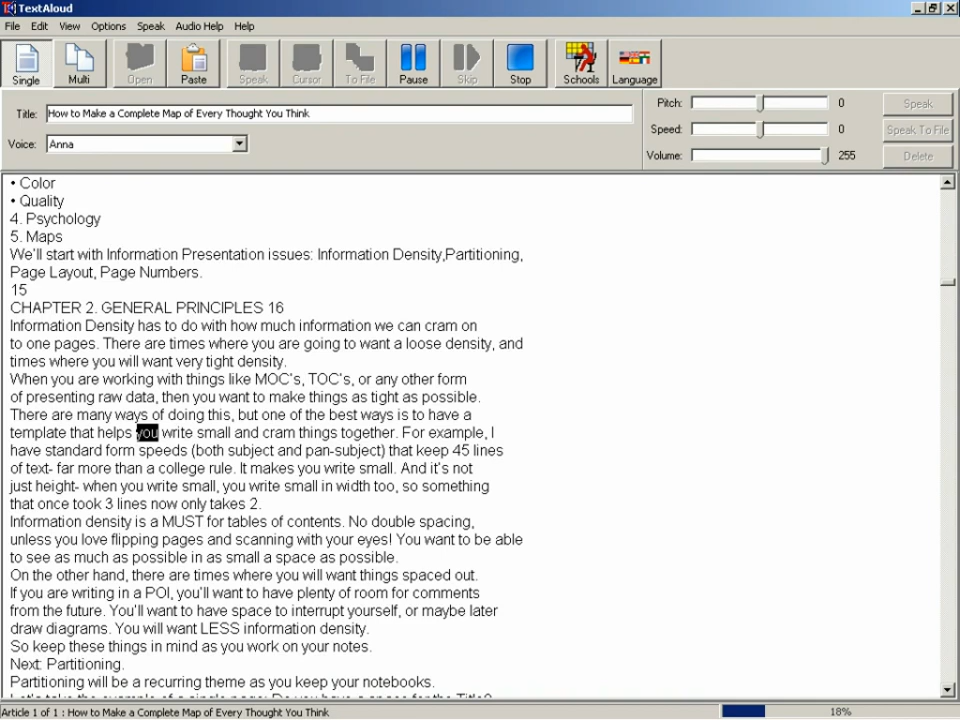 TextAloud
File Edit View Options Speak Audio Help Help
Single Multi Open Paste Speak Cursor To File Pause Skip Stop Schools Language
Title: How to Make a Complete Map of Every Thought You Think
Voice: Anna
Pitch: 0 Speak
Speed: 0 Speak To File
Volume: 255 Delete
• Color
• Quality
4. Psychology
5. Maps
We'll start with Information Presentation issues: Information Density,Partitioning,
Page Layout, Page Numbers.
15
CHAPTER 2. GENERAL PRINCIPLES 16
Information Density has to do with how much information we can cram on
to one pages. There are times where you are going to want a loose density, and
times where you will want very tight density.
When you are working with things like MOC's, TOC's, or any other form
of presenting raw data, then you want to make things as tight as possible.
There are many ways of doing this, but one of the best ways is to have a
template that helps you write small and cram things together. For example, I
have standard form speeds (both subject and pan-subject) that keep 45 lines
of text- far more than a college rule. It makes you write small. And it's not
just height- when you write small, you write small in width too, so something
that once took 3 lines now only takes 2.
Information density is a MUST for tables of contents. No double spacing,
unless you love flipping pages and scanning with your eyes! You want to be able
to see as much as possible in as small a space as possible.
On the other hand, there are times where you will want things spaced out.
If you are writing in a POI, you'll want to have plenty of room for comments
from the future. You'll want to have space to interrupt yourself, or maybe later
draw diagrams. You will want LESS information density.
So keep these things in mind as you work on your notes.
Next: Partitioning.
Partitioning will be a recurring theme as you keep your notebooks.
Let's take the example of a single page: Do you have a space for the Title?
Article 1 of 1 : How to Make a Complete Map of Every Thought You Think 18%